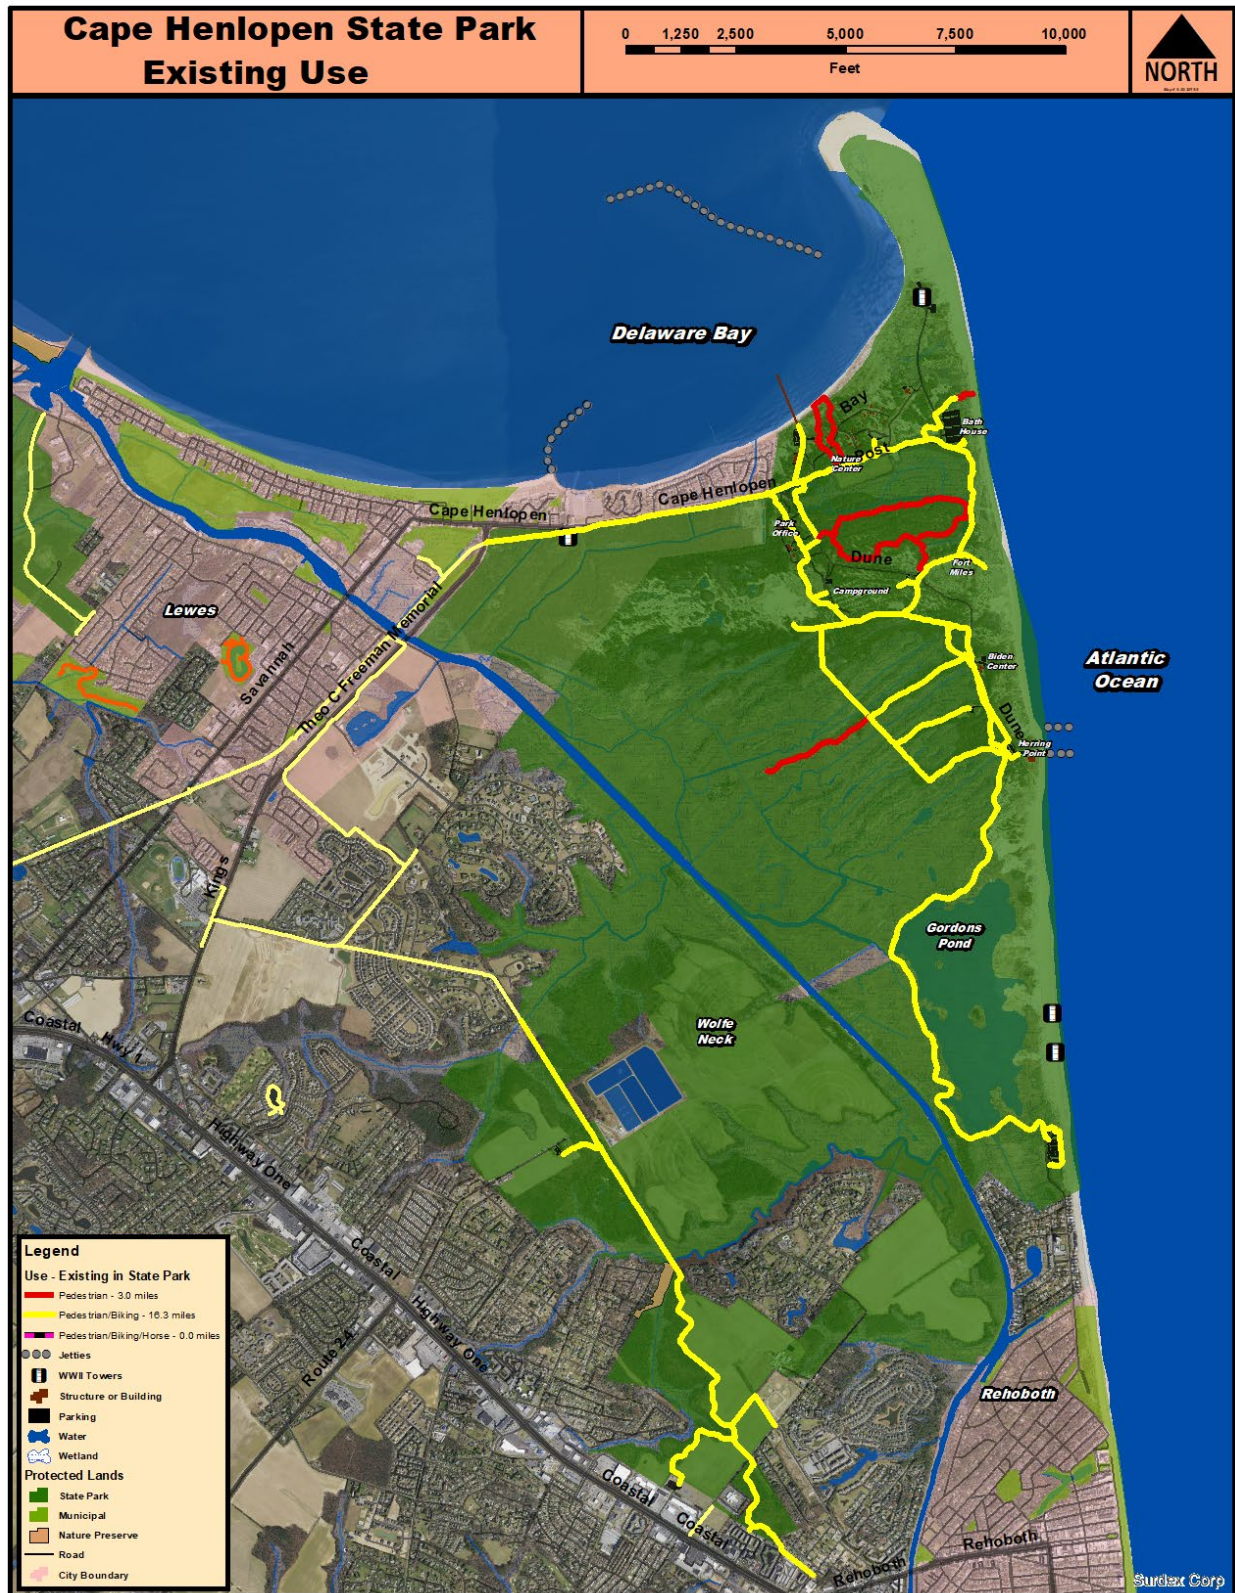 Cape Henlopen State Park
Existing Use
0 1,250 2,500 5,000 7,500 10,000
Feet
NORTH
Delaware Bay
Bay
Bath
House
Post
Nature
Center
Cape Henlopen
Cape Henlopen
Park
Office
Dune
Fort
Miles
Campground
Lewes
Savannah
Theo C Freeman Memorial
Biden
Center
Atlantic
Ocean
Dune
Herring
Point
Kings
Gordons
Pond
Wolfe
Neck
Coastal
Hwy 1
Highway One
Coastal
Highway One
Route 24
Rehoboth
Coastal
Coastal
Rehoboth
Rehoboth
Legend
Use - Existing in State Park
Pedestrian - 3.0 miles
Pedestrian/Biking - 16.3 miles
Pedestrian/Biking/Horse - 0.0 miles
Jetties
WWII Towers
Structure or Building
Parking
Water
Wetland
Protected Lands
State Park
Municipal
Nature Preserve
Road
City Boundary
Surdex Corp